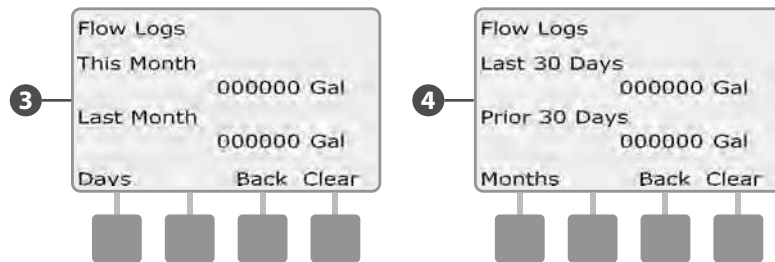 3
Flow Logs
This Month
000000 Gal
Last Month
000000 Gal
Days Back Clear
4
Flow Logs
Last 30 Days
000000 Gal
Prior 30 Days
000000 Gal
Months Back Clear